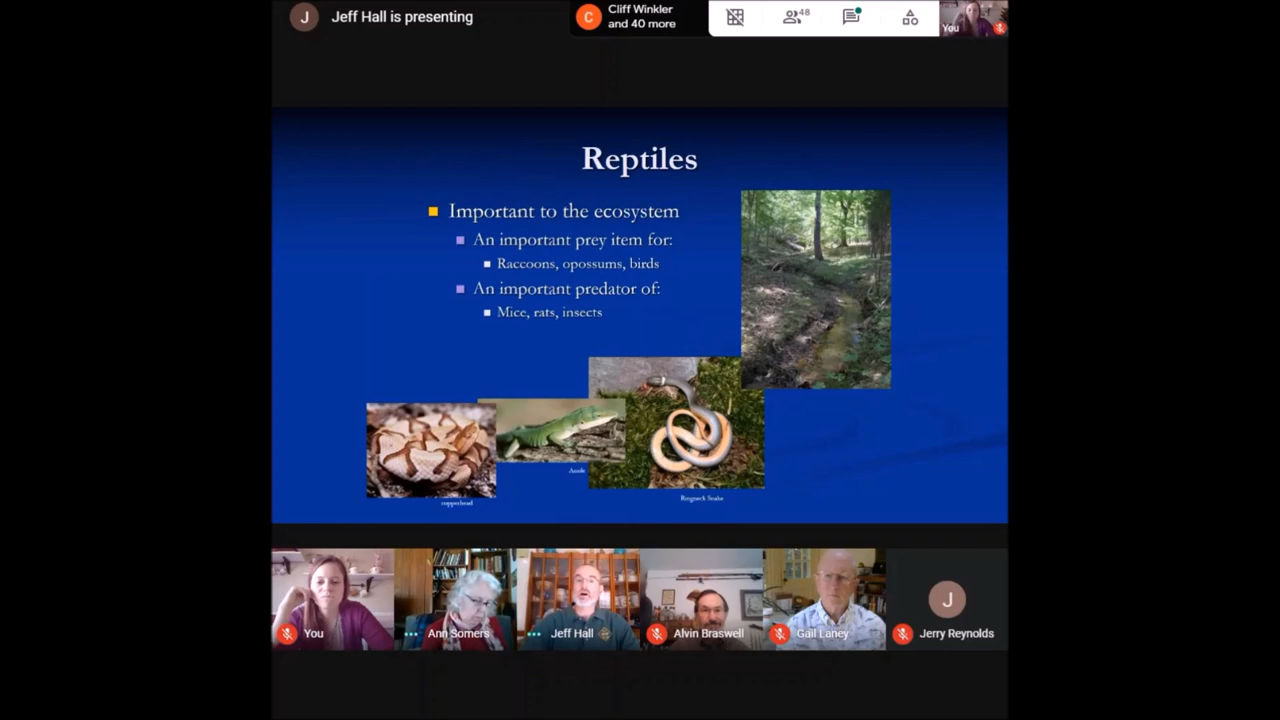 J
Jeff Hall is presenting
C
Cliff Winkler
and 40 more
48
You
Reptiles
Important to the ecosystem
An important prey item for:
Raccoons, opossums, birds
An important predator of:
Mice, rats, insects
Anole
Ringneck Snake
copperhead
You
Ann Somers
Jeff Hall
Alvin Braswell
Gail Laney
J
Jerry Reynolds